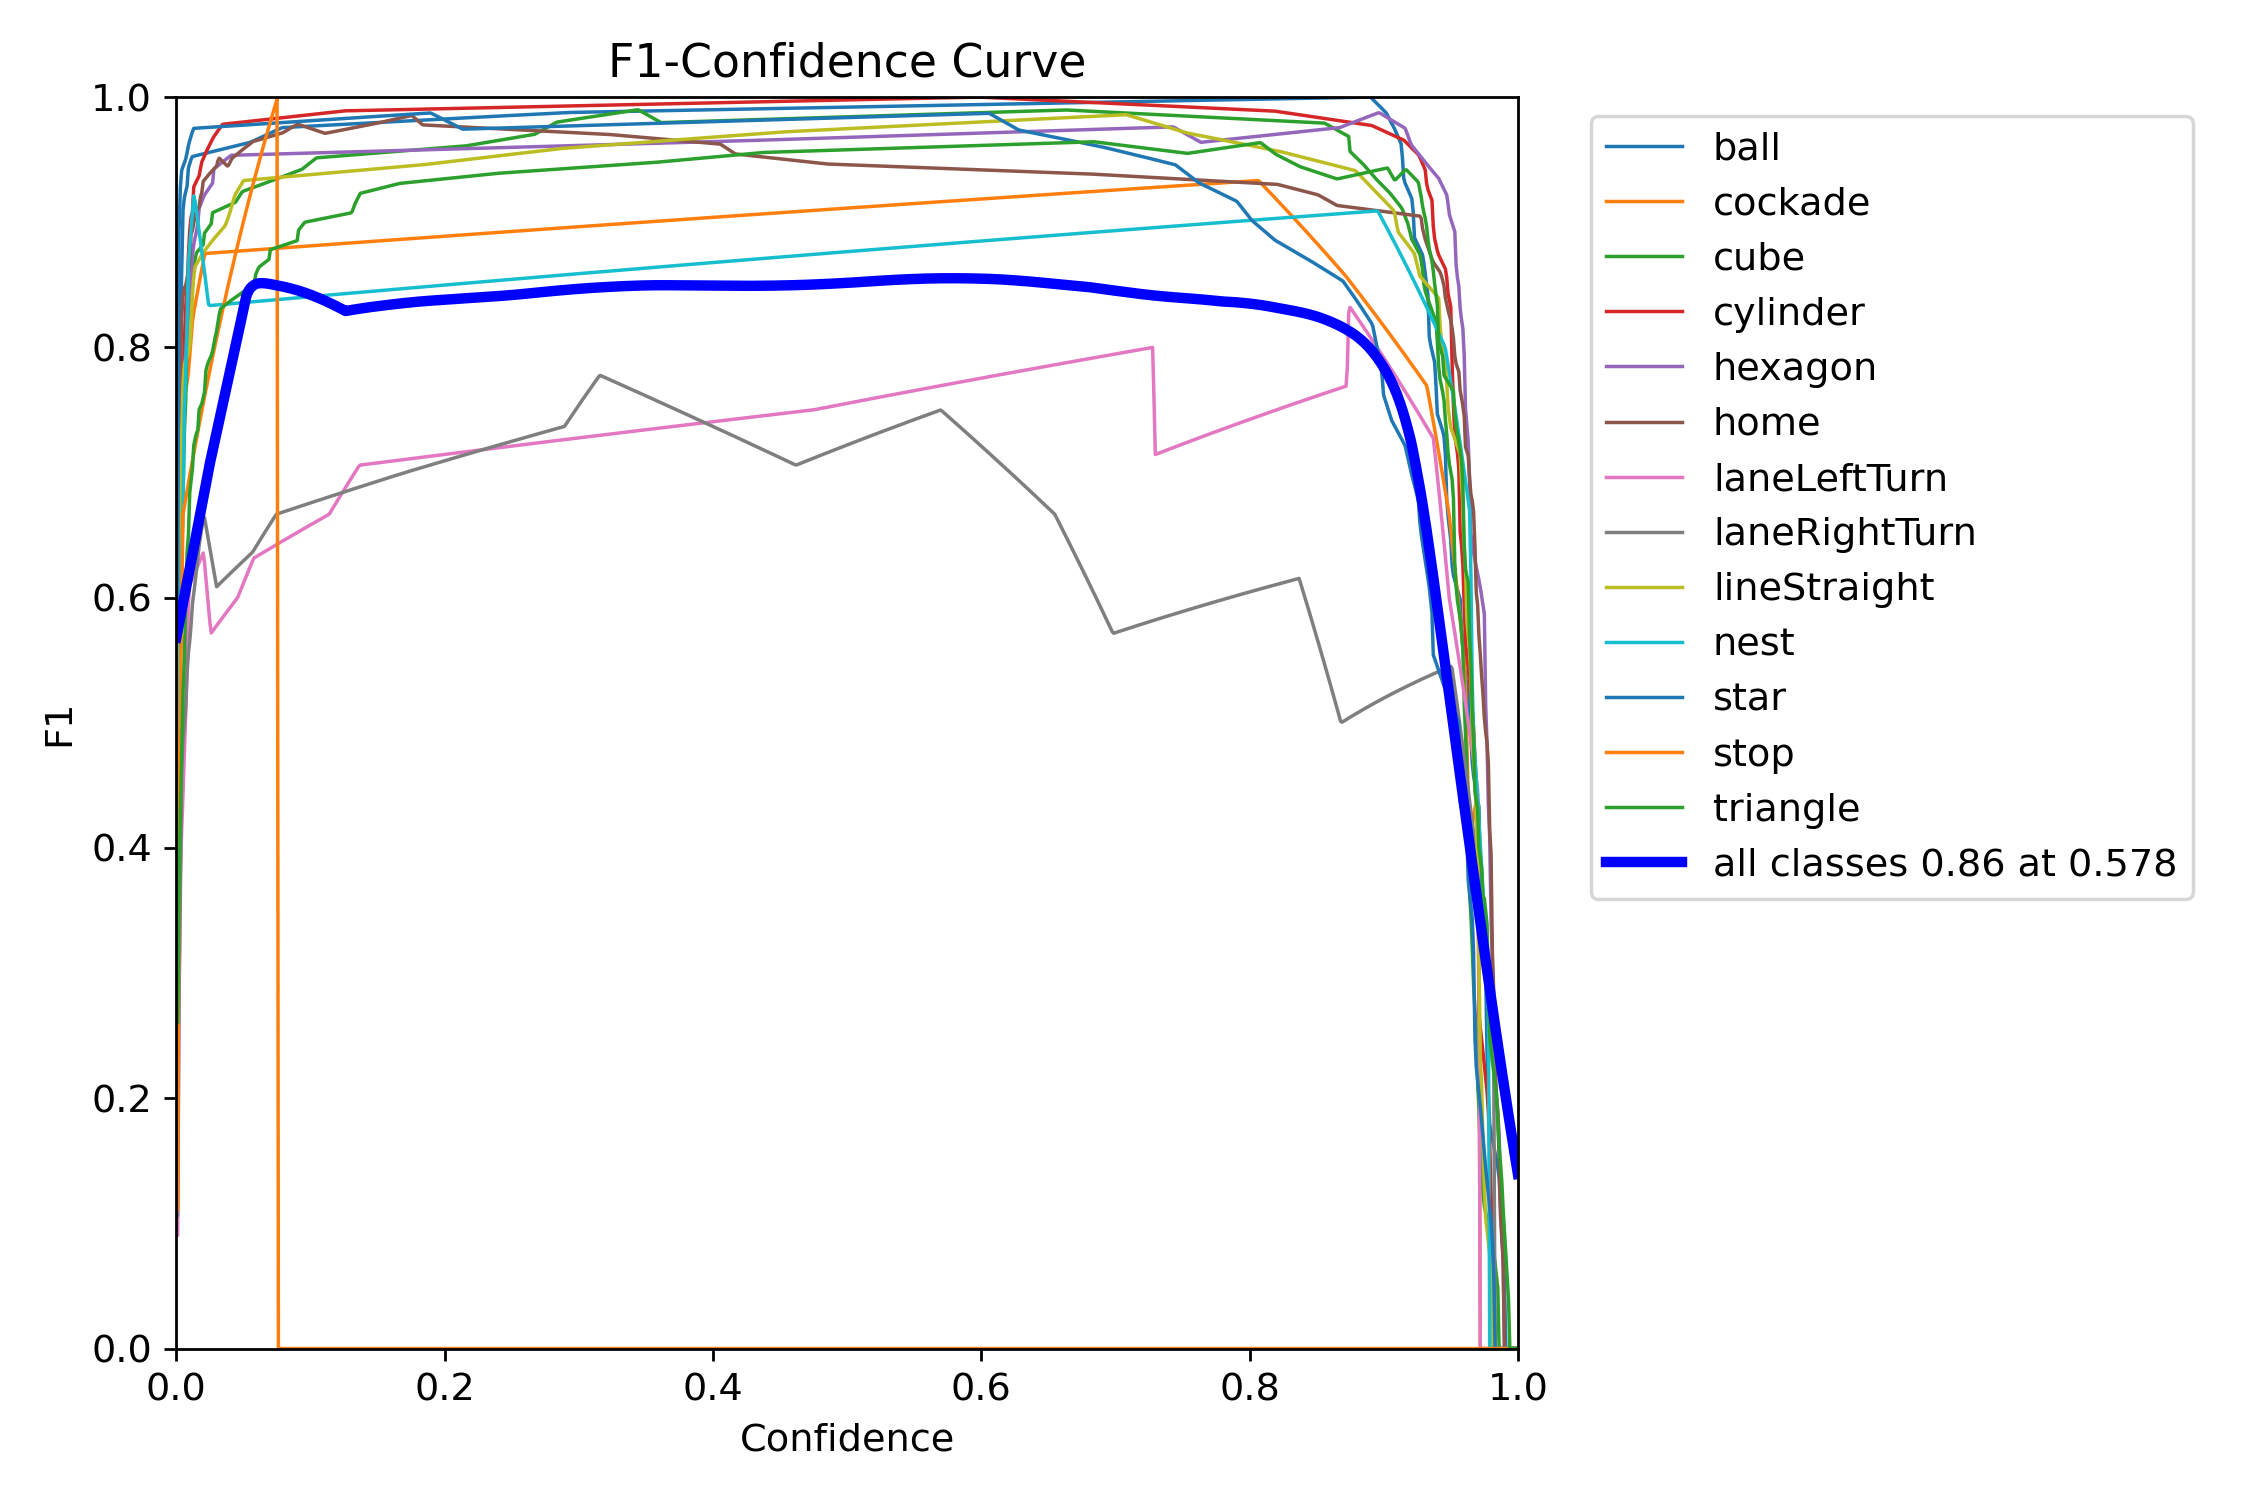 F1-Confidence Curve
1.0
0.8
0.6
0.4
0.2
0.0
F1
0.0 0.2 0.4 0.6 0.8 1.0
Confidence
ball
cockade
cube
cylinder
hexagon
home
laneLeftTurn
laneRightTurn
lineStraight
nest
star
stop
triangle
all classes 0.86 at 0.578